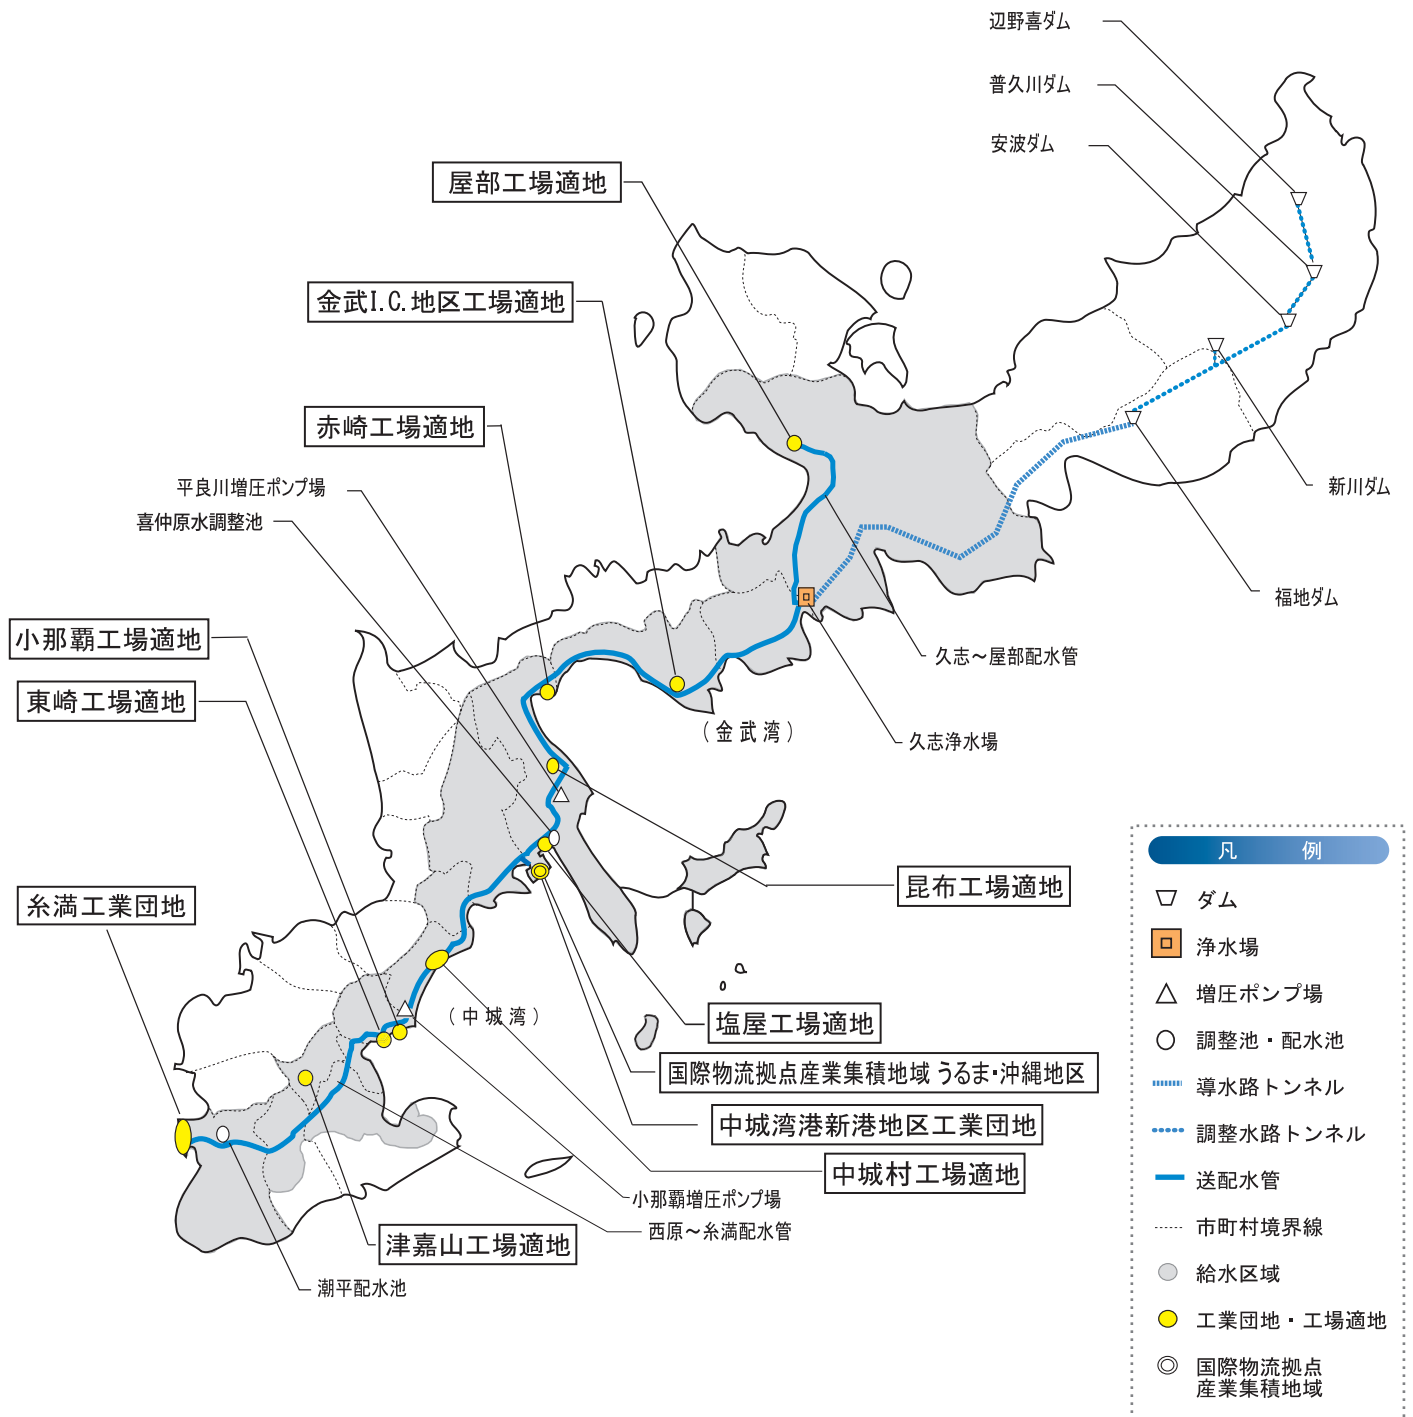 辺野喜ダム
普久川ダム
安波ダム
屋部工場適地
金武I.C.地区工場適地
赤崎工場適地
平良川増圧ポンプ場
喜仲原水調整池
新川ダム
福地ダム
小那覇工場適地
久志～屋部配水管
東崎工場適地
(金武湾)
久志浄水場
昆布工場適地
糸満工業団地
(中城湾)
塩屋工場適地
国際物流拠点産業集積地域 うるま・沖縄地区
中城湾港新港地区工業団地
中城村工場適地
小那覇増圧ポンプ場
西原～糸満配水管
津嘉山工場適地
潮平配水池
凡 例
ダム
浄水場
増圧ポンプ場
調整池・配水池
導水路トンネル
調整水路トンネル
送配水管
市町村境界線
給水区域
工業団地・工場適地
国際物流拠点
産業集積地域